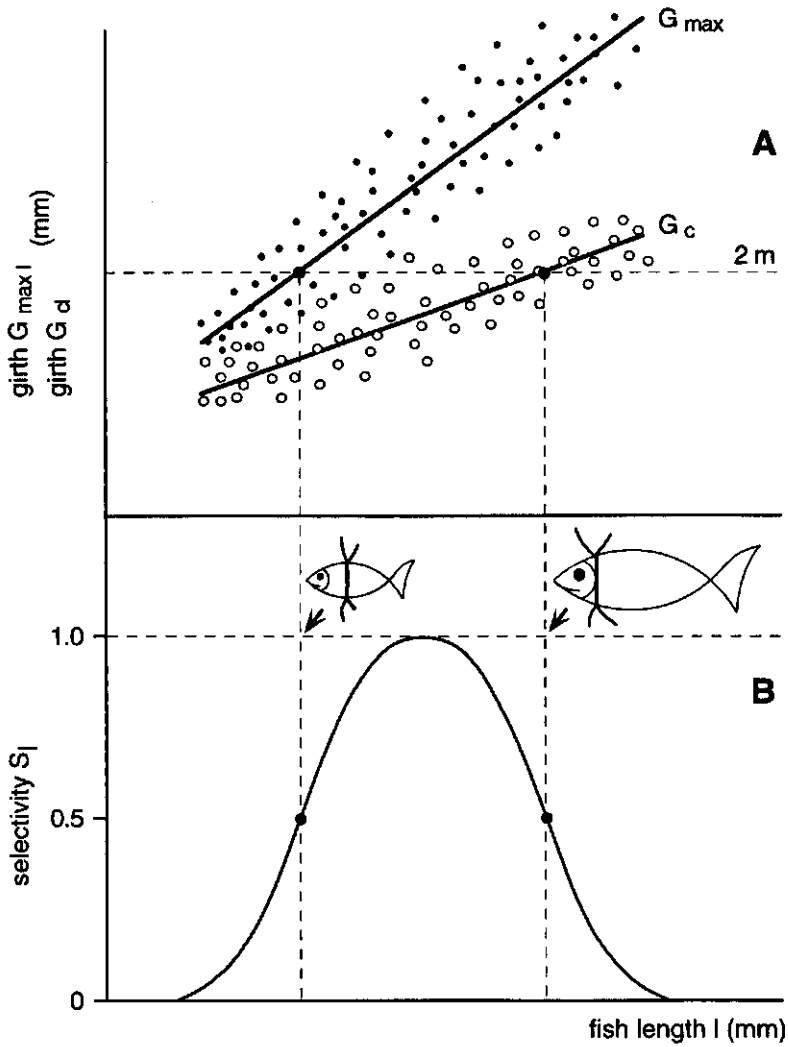 G max
A
G c
2 m
girth G max l (mm)
girth G cl
1.0
B
0.5
selectivity S l
0
fish length l (mm)